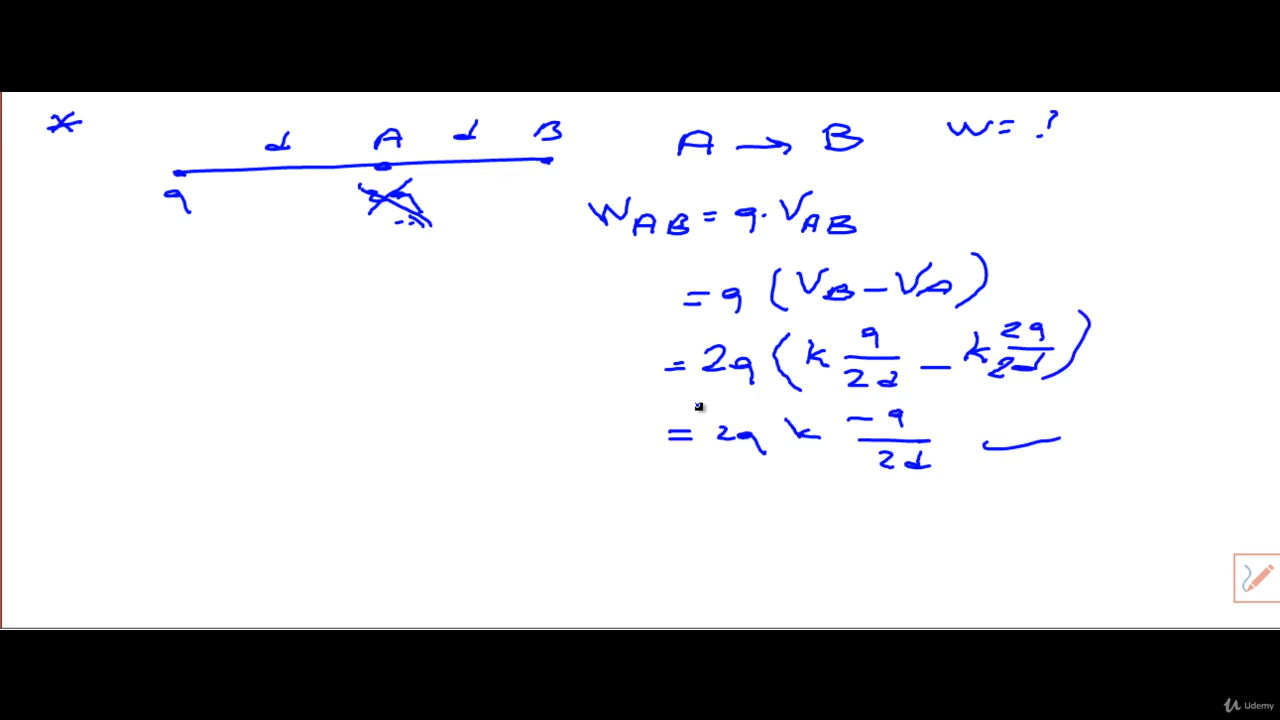 *
d A d B
q
A → B w = ?
W_AB = q · V_AB
= q (V_B − V_A)
= 2q (k q/2d − k 2q/2d)
= 2q k −q/2d
Udemy